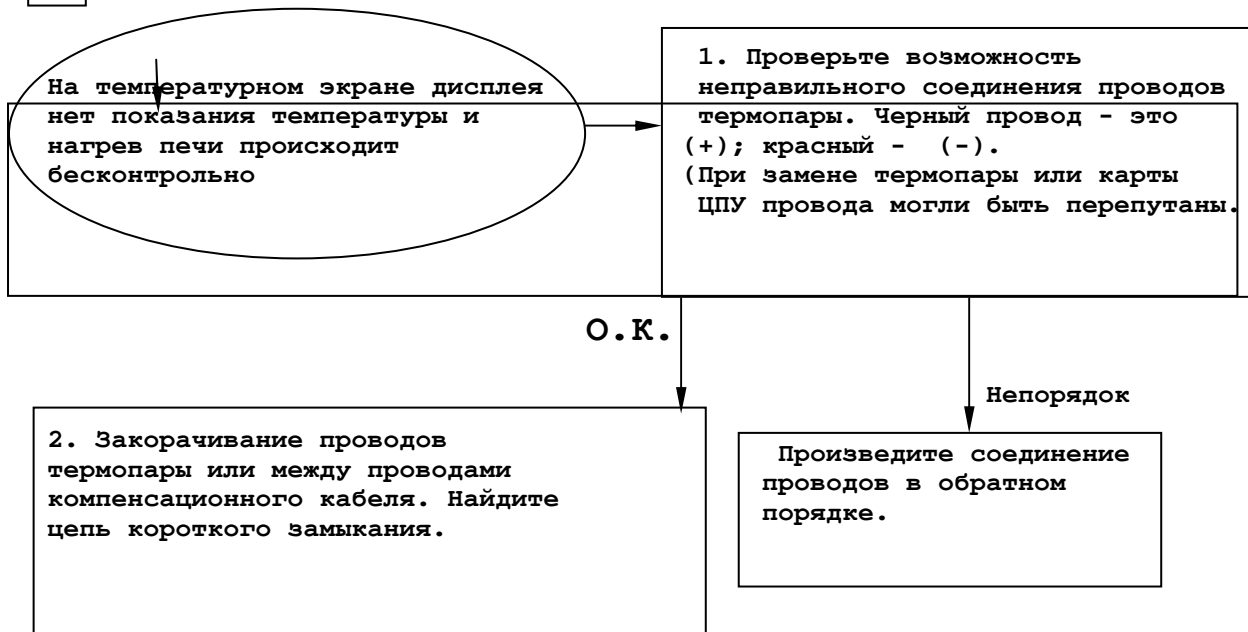 На температурном экране дисплея
нет показания температуры и
нагрев печи происходит
бесконтрольно
1. Проверьте возможность
неправильного соединения проводов
термопары. Черный провод - это
(+); красный - (-).
(При замене термопары или карты
ЦПУ провода могли быть перепутаны.
О.К.
Непорядок
2. Закорачивание проводов
термопары или между проводами
компенсационного кабеля. Найдите
цепь короткого замыкания.
Произведите соединение
проводов в обратном
порядке.